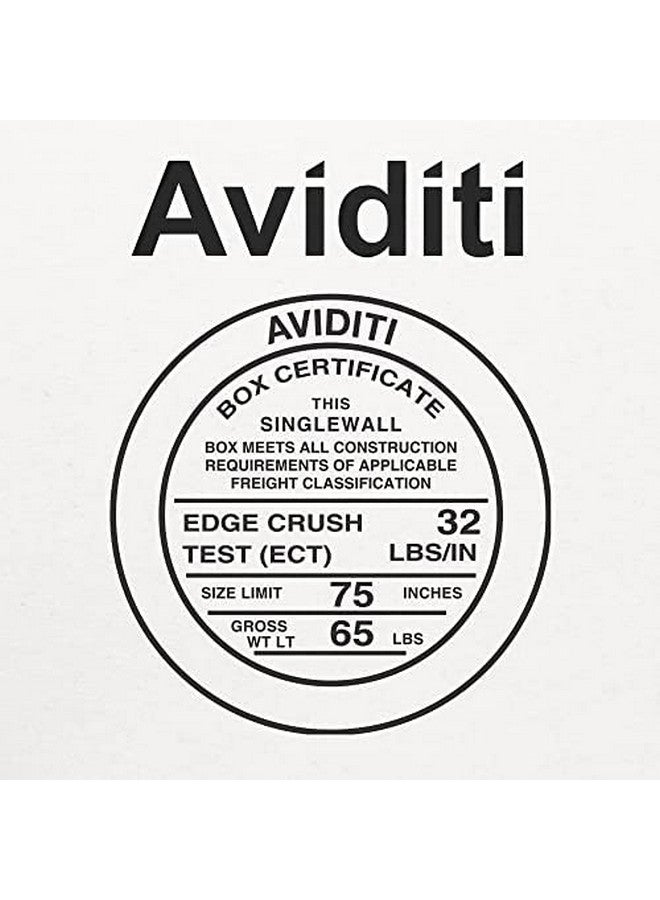 Aviditi
AVIDITI
BOX CERTIFICATE
THIS
SINGLEWALL
BOX MEETS ALL CONSTRUCTION
REQUIREMENTS OF APPLICABLE
FREIGHT CLASSIFICATION
EDGE CRUSH 32
TEST (ECT) LBS/IN
SIZE LIMIT 75 INCHES
GROSS
WT LT 65 LBS